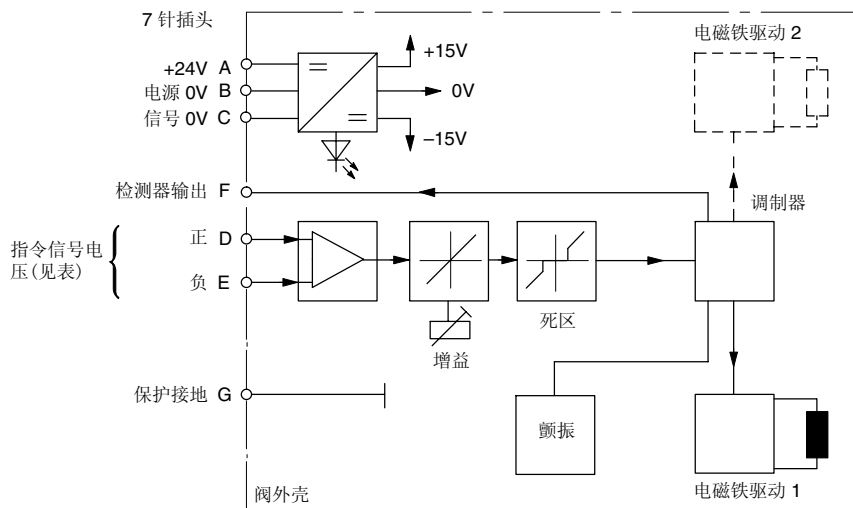 7 针插头
+24V A
电源 0V B
信号 0V C
+15V
0V
–15V
电磁铁驱动 2
检测器输出 F
调制器
指令信号电
压(见表)
正 D
负 E
增益
死区
保护接地 G
颤振
阀外壳
电磁铁驱动 1